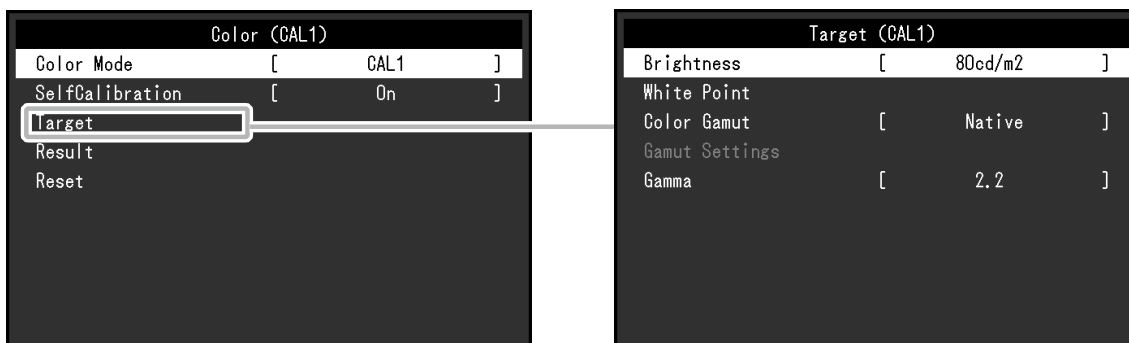 Color (CAL1)
Color Mode [ CAL1 ]
SelfCalibration [ On ]
Target
Result
Reset
Target (CAL1)
Brightness [ 80cd/m2 ]
White Point
Color Gamut [ Native ]
Gamut Settings
Gamma [ 2.2 ]